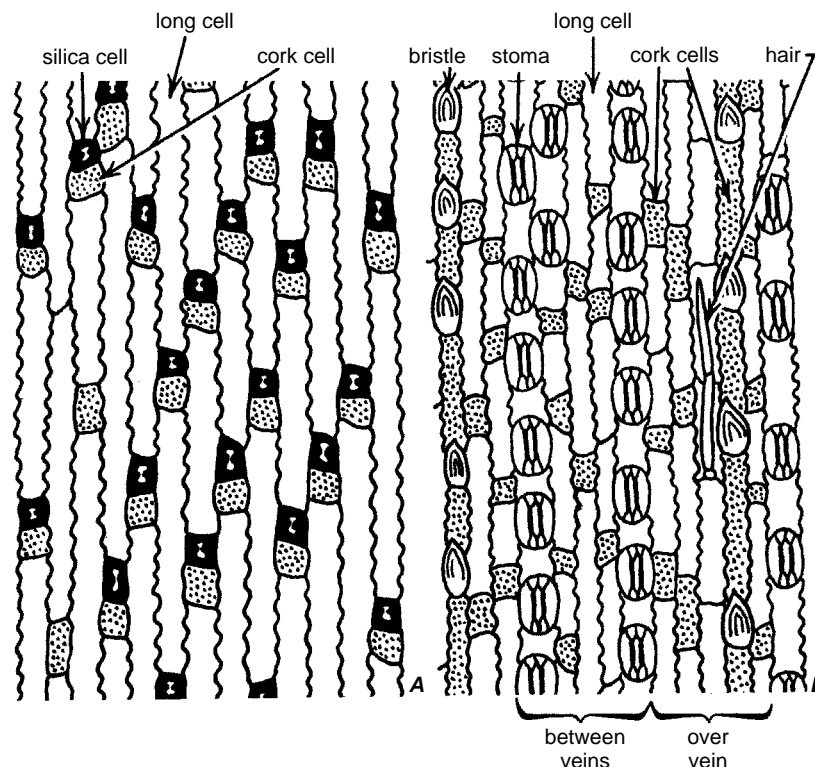 long cell
silica cell
cork cell
long cell
bristle
stoma
cork cells
hair
A
between
veins
over
vein